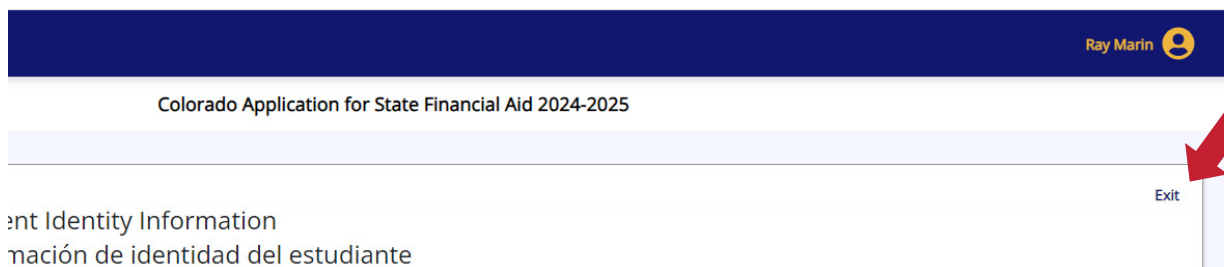 Ray Marin
Colorado Application for State Financial Aid 2024-2025
Exit
ent Identity Information
mación de identidad del estudiante